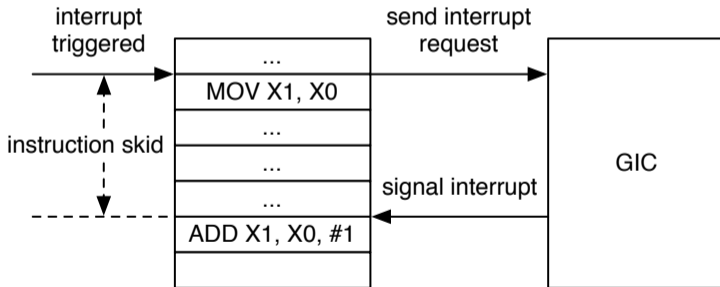 interrupt
triggered
send interrupt
request
...
MOV X1, X0
...
instruction skid
...
GIC
...
signal interrupt
ADD X1, X0, #1